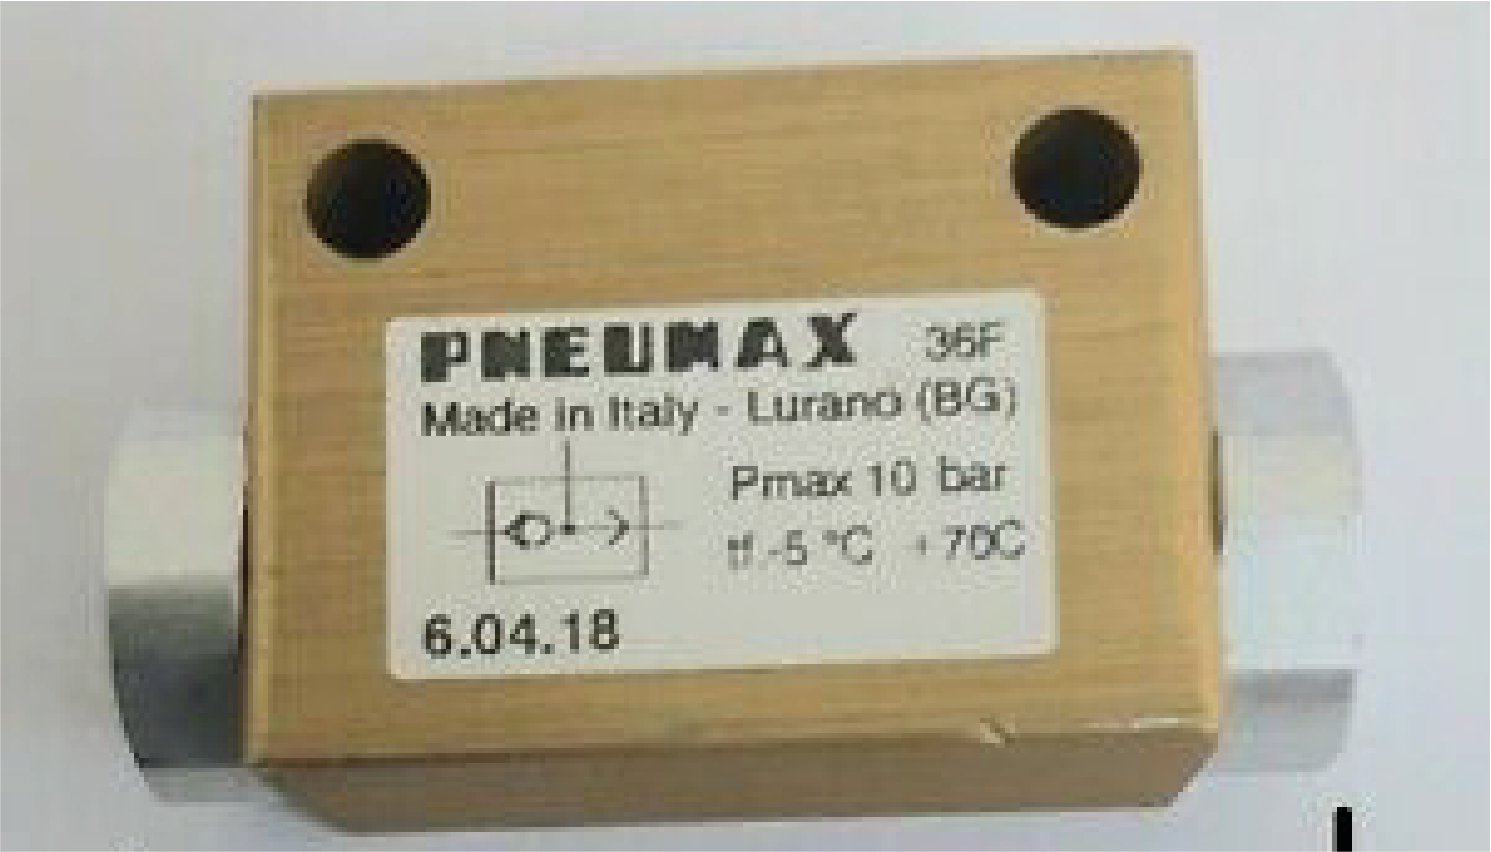 PNEUMAX 36F
Made in Italy - Lurano (BG)
Pmax 10 bar
tf -5 °C +70C
6.04.18